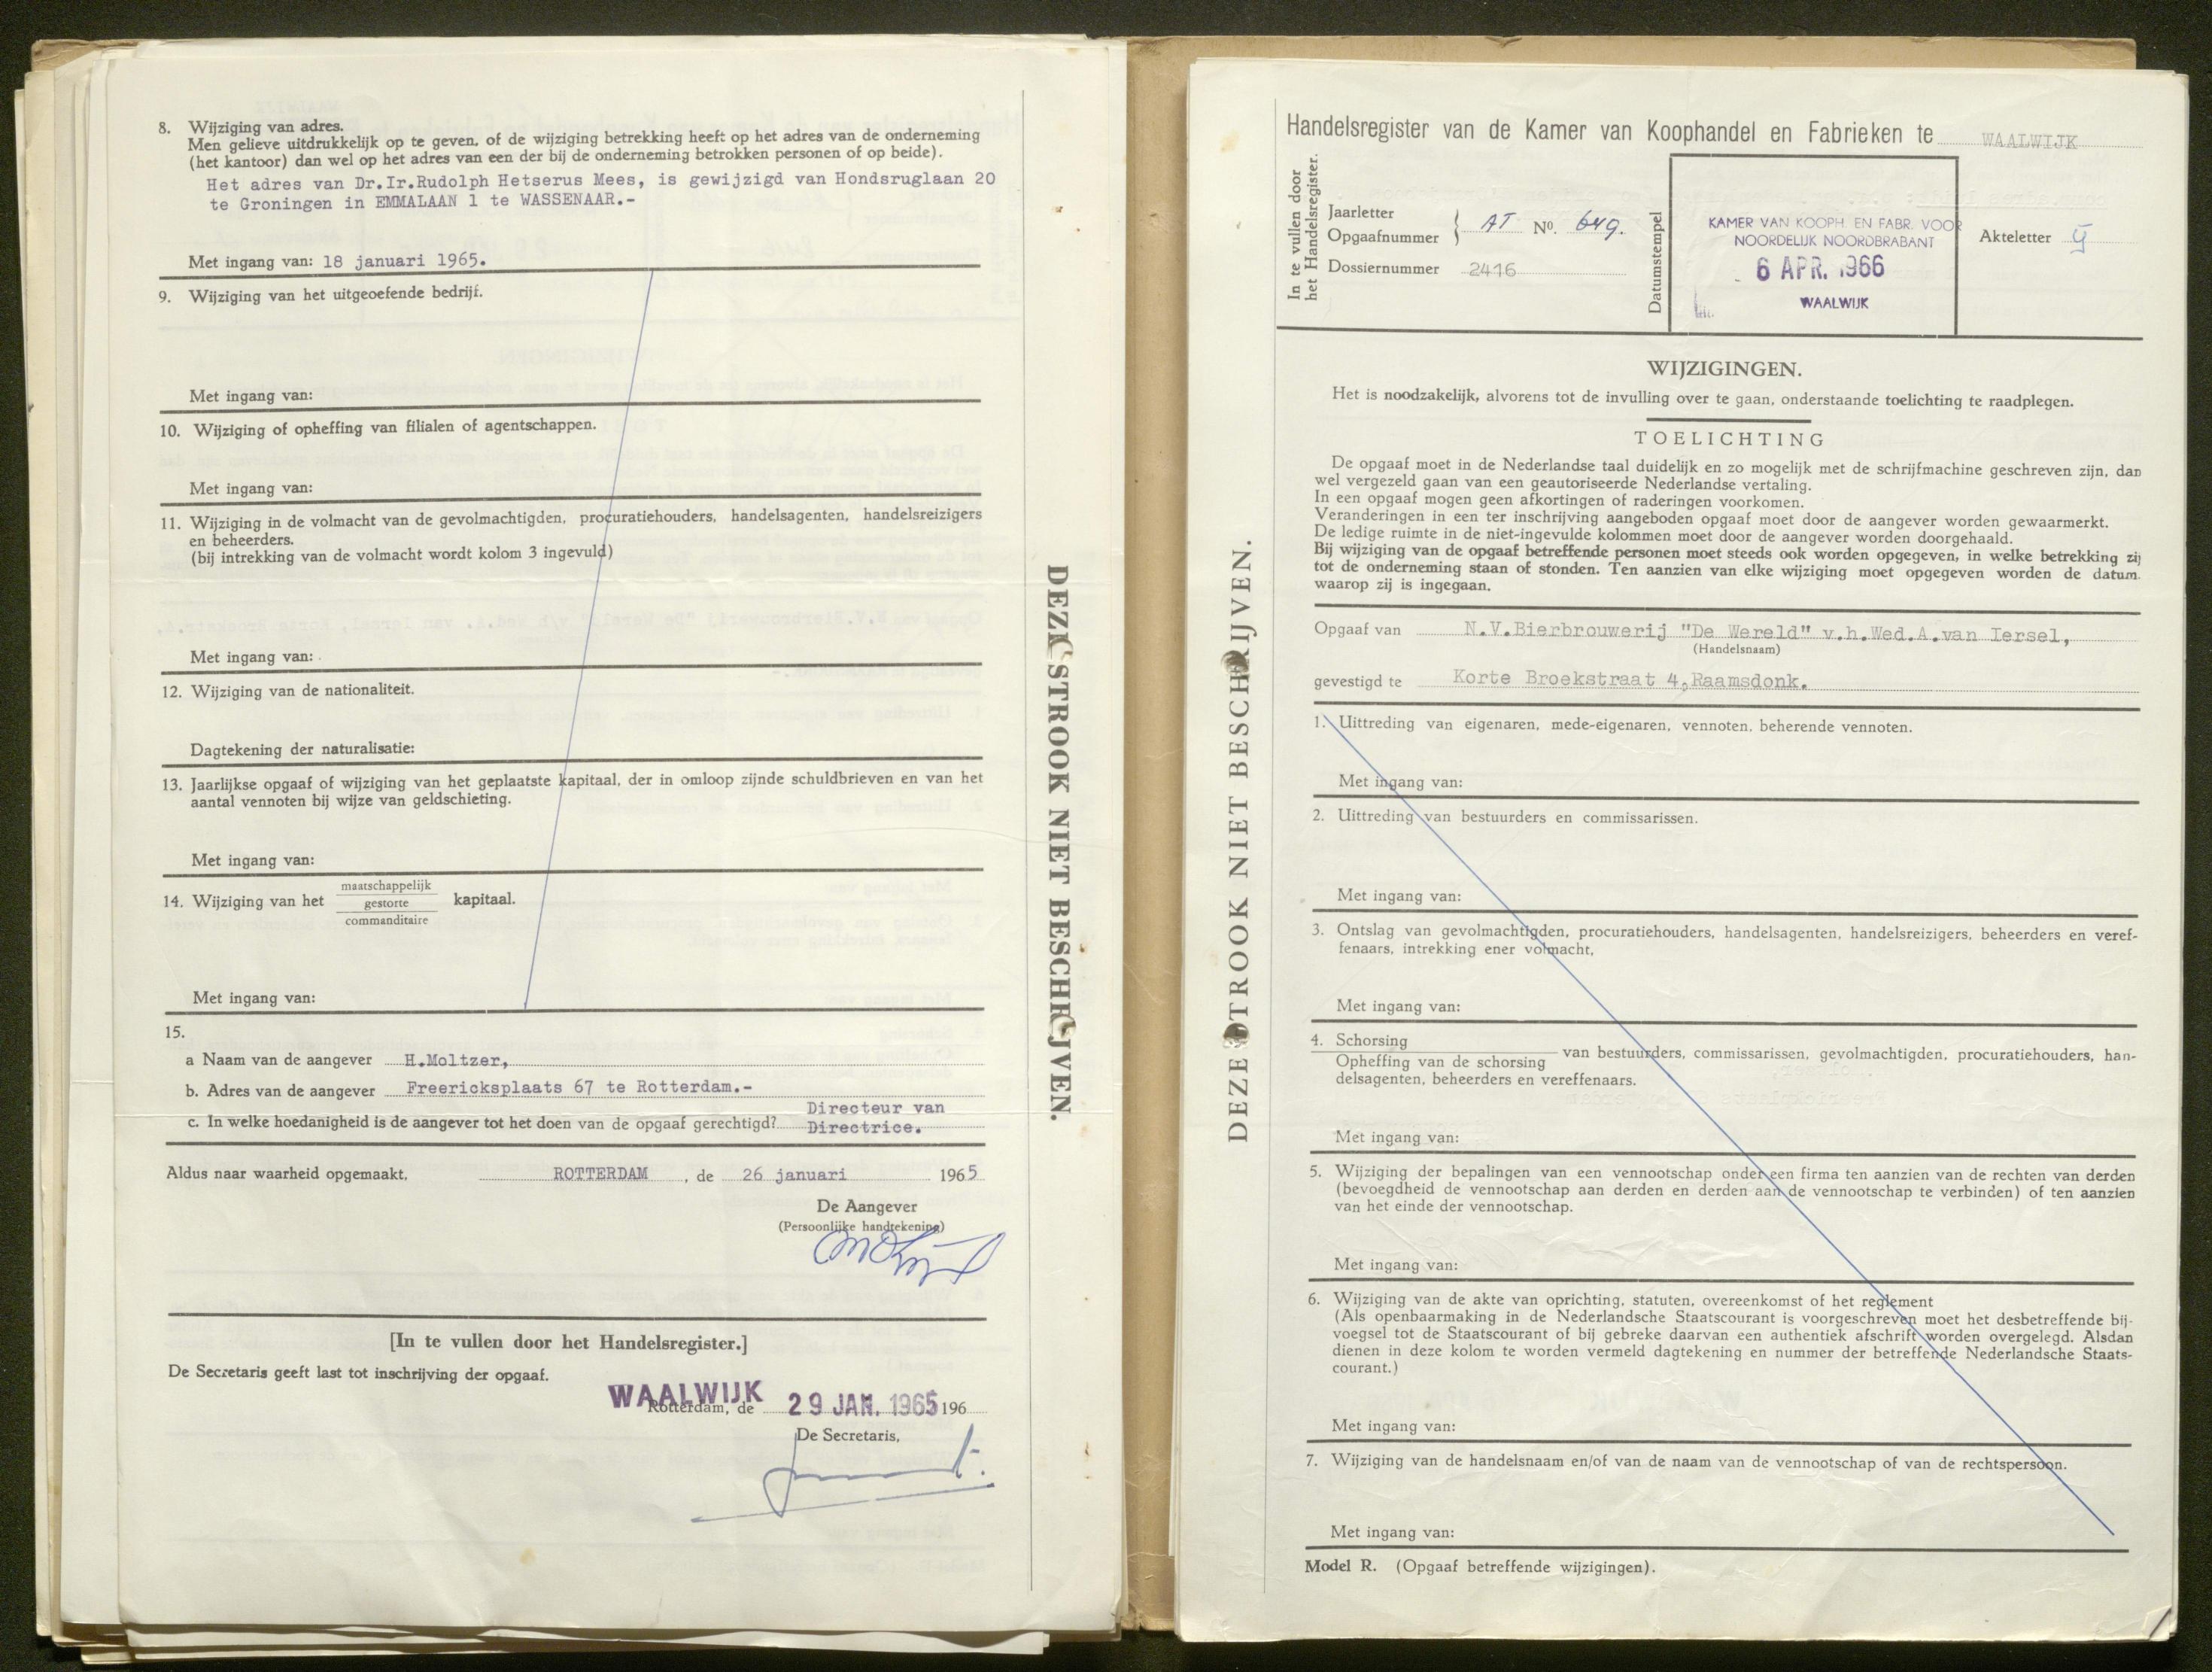 8. Wijziging van adres.
Men gelieve uitdrukkelijk op te geven, of de wijziging betrekking heeft op het adres van de onderneming
(het kantoor) dan wel op het adres van een der bij de onderneming betrokken personen of op beide).
Het adres van Dr.Ir.Rudolph Hetserus Mees, is gewijzigd van Hondsruglaan 20
te Groningen in EMMALAAN 1 te WASSENAAR.-
Met ingang van: 18 januari 1965.
9. Wijziging van het uitgeoefende bedrijf.
Met ingang van:
10. Wijziging of opheffing van filialen of agentschappen.
Met ingang van:
11. Wijziging in de volmacht van de gevolmachtigden, procuratiehouders, handelsagenten, handelsreizigers
en beheerders.
(bij intrekking van de volmacht wordt kolom 3 ingevuld)
Met ingang van:
12. Wijziging van de nationaliteit.
Dagtekening der naturalisatie:
13. Jaarlijkse opgaaf of wijziging van het geplaatste kapitaal, der in omloop zijnde schuldbrieven en van het
aantal vennoten bij wijze van geldschieting.
Met ingang van:
maatschappelijk
14. Wijziging van het gestorte kapitaal.
commanditaire
Met ingang van:
15.
a Naam van de aangever H.Moltzer,
b. Adres van de aangever Freericksplaats 67 te Rotterdam.-
Directeur van
c. In welke hoedanigheid is de aangever tot het doen van de opgaaf gerechtigd? Directrice.
Aldus naar waarheid opgemaakt, ROTTERDAM, de 26 januari 1965
De Aangever
(Persoonlijke handtekening)
[In te vullen door het Handelsregister.]
De Secretaris geeft last tot inschrijving der opgaaf.
WAALWIJK
Rotterdam, de 29 JAN. 1965 196
De Secretaris,
DEZE STROOK NIET BESCHRIJVEN.
DEZE STROOK NIET BESCHRIJVEN.
Handelsregister van de Kamer van Koophandel en Fabrieken te WAALWIJK
In te vullen door
het Handelsregister.
Jaarletter
Opgaafnummer } AT No. 649.
Dossiernummer 2416
Datumstempel
KAMER VAN KOOPH. EN FABR. VOOR
NOORDELIJK NOORDBRABANT
6 APR. 1966
WAALWIJK
Akteletter IJ
WIJZIGINGEN.
Het is noodzakelijk, alvorens tot de invulling over te gaan, onderstaande toelichting te raadplegen.
TOELICHTING
De opgaaf moet in de Nederlandse taal duidelijk en zo mogelijk met de schrijfmachine geschreven zijn, dan
wel vergezeld gaan van een geautoriseerde Nederlandse vertaling.
In een opgaaf mogen geen afkortingen of raderingen voorkomen.
Veranderingen in een ter inschrijving aangeboden opgaaf moet door de aangever worden gewaarmerkt.
De ledige ruimte in de niet-ingevulde kolommen moet door de aangever worden doorgehaald.
Bij wijziging van de opgaaf betreffende personen moet steeds ook worden opgegeven, in welke betrekking zij
tot de onderneming staan of stonden. Ten aanzien van elke wijziging moet opgegeven worden de datum.
waarop zij is ingegaan.
Opgaaf van N.V.Bierbrouwerij "De Wereld" v.h.Wed.A.van Iersel,
(Handelsnaam)
gevestigd te Korte Broekstraat 4, Raamsdonk.
1. Uittreding van eigenaren, mede-eigenaren, vennoten, beherende vennoten.
Met ingang van:
2. Uittreding van bestuurders en commissarissen.
Met ingang van:
3. Ontslag van gevolmachtigden, procuratiehouders, handelsagenten, handelsreizigers, beheerders en veref-
fenaars, intrekking ener volmacht,
Met ingang van:
4. Schorsing
Opheffing van de schorsing van bestuurders, commissarissen, gevolmachtigden, procuratiehouders, han-
delsagenten, beheerders en vereffenaars.
Met ingang van:
5. Wijziging der bepalingen van een vennootschap onder een firma ten aanzien van de rechten van derden
(bevoegdheid de vennootschap aan derden en derden aan de vennootschap te verbinden) of ten aanzien
van het einde der vennootschap.
Met ingang van:
6. Wijziging van de akte van oprichting, statuten, overeenkomst of het reglement
(Als openbaarmaking in de Nederlandsche Staatscourant is voorgeschreven moet het desbetreffende bij-
voegsel tot de Staatscourant of bij gebreke daarvan een authentiek afschrift worden overgelegd. Alsdan
dienen in deze kolom te worden vermeld dagtekening en nummer der betreffende Nederlandsche Staats-
courant.)
Met ingang van:
7. Wijziging van de handelsnaam en/of van de naam van de vennootschap of van de rechtspersoon.
Met ingang van:
Model R. (Opgaaf betreffende wijzigingen).